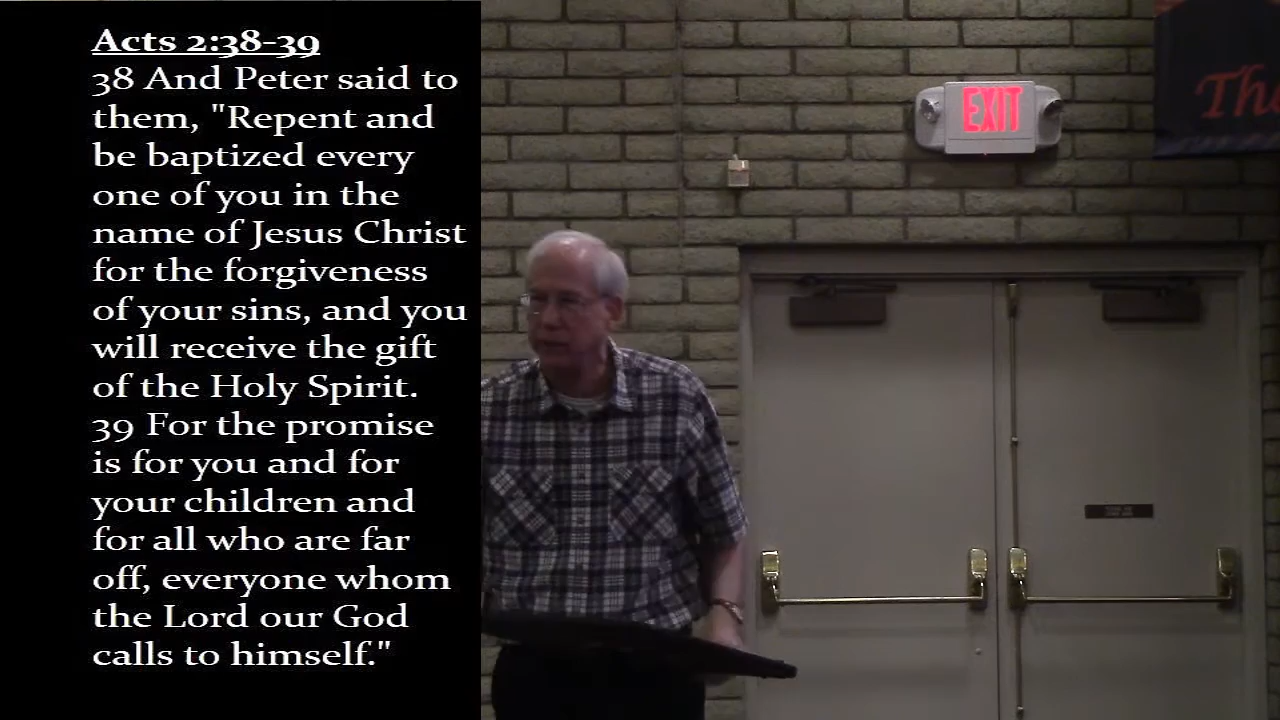 Acts 2:38-39
38 And Peter said to
them, "Repent and
be baptized every
one of you in the
name of Jesus Christ
for the forgiveness
of your sins, and you
will receive the gift
of the Holy Spirit.
39 For the promise
is for you and for
your children and
for all who are far
off, everyone whom
the Lord our God
calls to himself."
EXIT